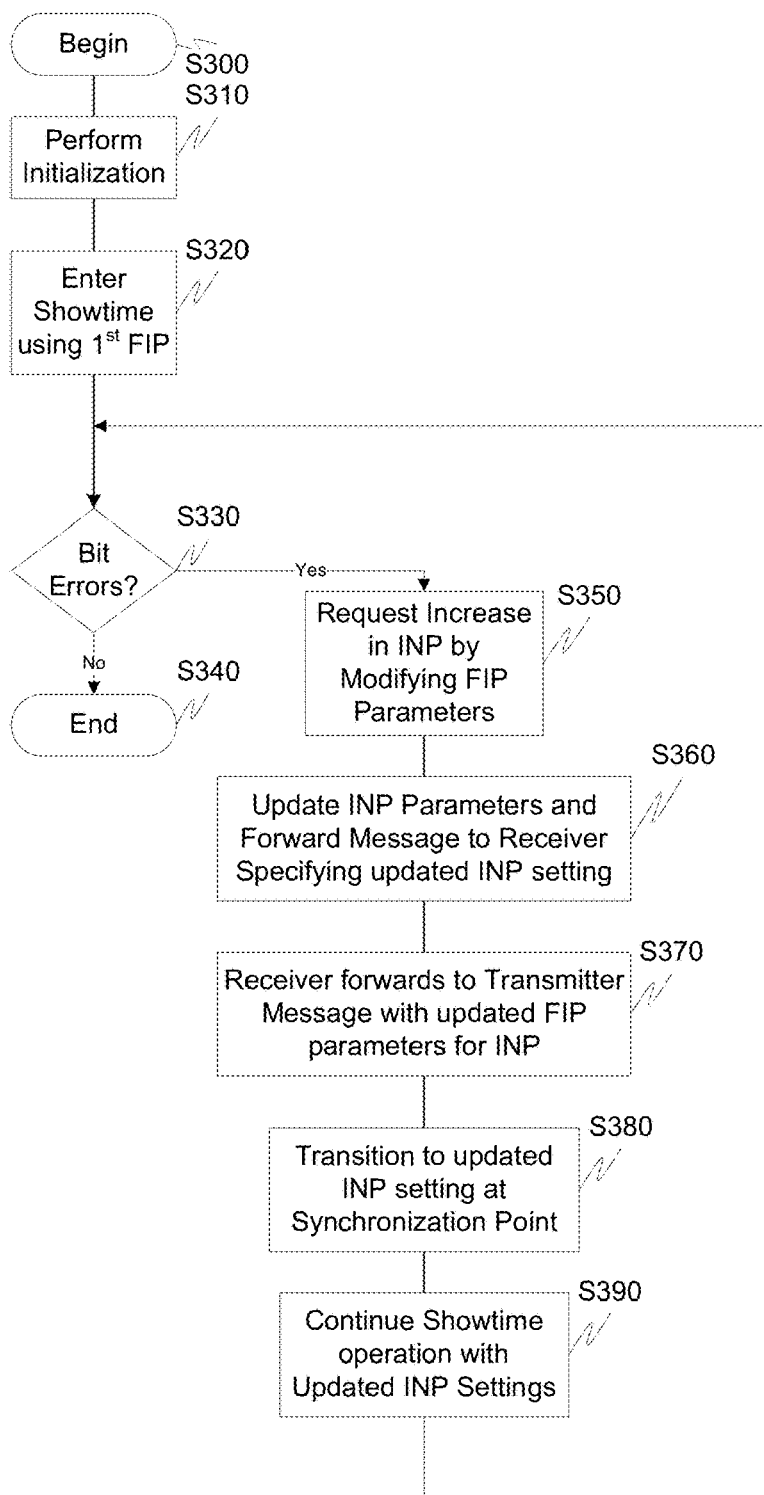 Begin
S300
S310
Perform
Initialization
S320
Enter
Showtime
using 1st FIP
S330
Bit
Errors?
Yes
No
S340
End
S350
Request Increase
in INP by
Modifying FIP
Parameters
S360
Update INP Parameters and
Forward Message to Receiver
Specifying updated INP setting
S370
Receiver forwards to Transmitter
Message with updated FIP
parameters for INP
S380
Transition to updated
INP setting at
Synchronization Point
S390
Continue Showtime
operation with
Updated INP Settings